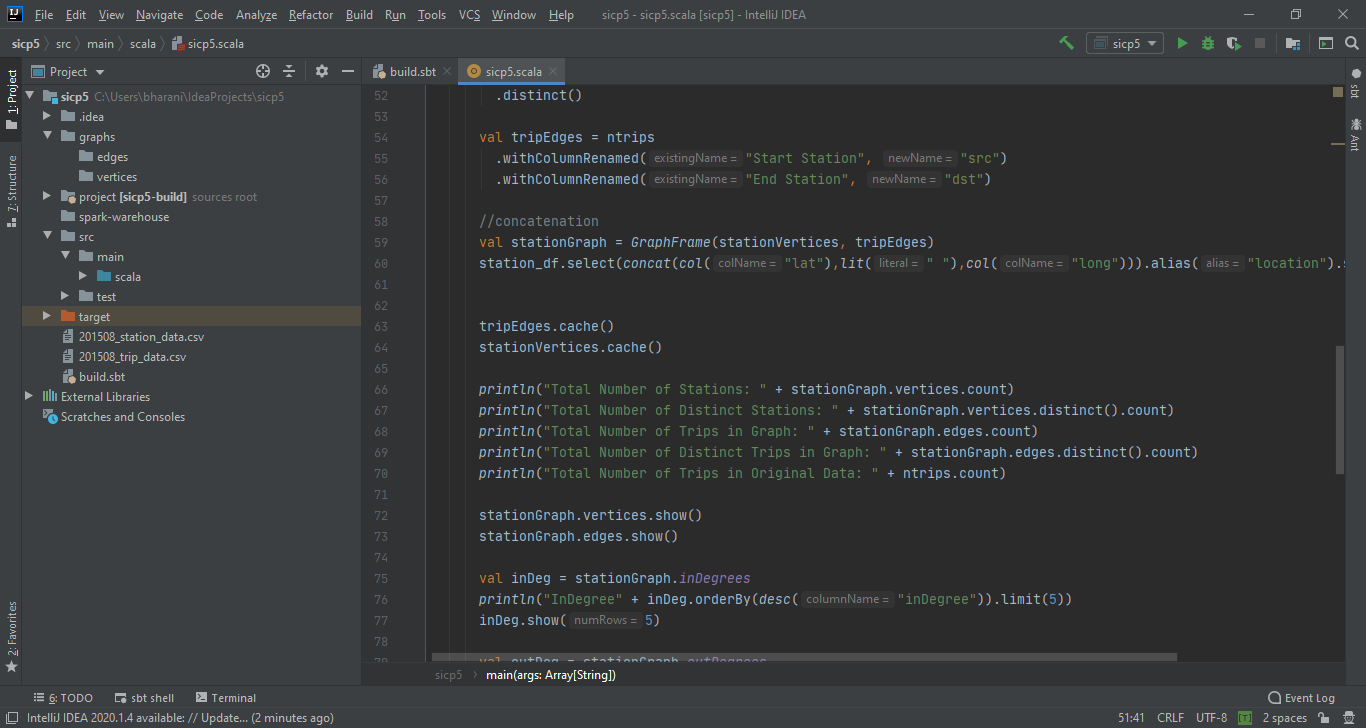 File Edit View Navigate Code Analyze Refactor Build Run Tools VCS Window Help sicp5 - sicp5.scala [sicp5] - IntelliJ IDEA
sicp5 src main scala sicp5.scala sicp5
Project build.sbt sicp5.scala
1: Project
7: Structure
2: Favorites
sicp5 C:\Users\bharani\IdeaProjects\sicp5
.idea
graphs
edges
vertices
project [sicp5-build] sources root
spark-warehouse
src
main
scala
test
target
201508_station_data.csv
201508_trip_data.csv
build.sbt
External Libraries
Scratches and Consoles
52 .distinct()
53
54 val tripEdges = ntrips
55 .withColumnRenamed( existingName = "Start Station", newName = "src")
56 .withColumnRenamed( existingName = "End Station", newName = "dst")
57
58 //concatenation
59 val stationGraph = GraphFrame(stationVertices, tripEdges)
60 station_df.select(concat(col( colName = "lat"),lit( literal = " "),col( colName = "long"))).alias( alias = "location").
61
62
63 tripEdges.cache()
64 stationVertices.cache()
65
66 println("Total Number of Stations: " + stationGraph.vertices.count)
67 println("Total Number of Distinct Stations: " + stationGraph.vertices.distinct().count)
68 println("Total Number of Trips in Graph: " + stationGraph.edges.count)
69 println("Total Number of Distinct Trips in Graph: " + stationGraph.edges.distinct().count)
70 println("Total Number of Trips in Original Data: " + ntrips.count)
71
72 stationGraph.vertices.show()
73 stationGraph.edges.show()
74
75 val inDeg = stationGraph.inDegrees
76 println("InDegree" + inDeg.orderBy(desc( columnName = "inDegree")).limit(5))
77 inDeg.show( numRows = 5)
78
79 val outDeg = stationGraph.outDegrees
sbt
Ant
sicp5 main(args: Array[String])
6: TODO sbt shell Terminal Event Log
IntelliJ IDEA 2020.1.4 available: // Update... (2 minutes ago) 51:41 CRLF UTF-8 [T] 2 spaces